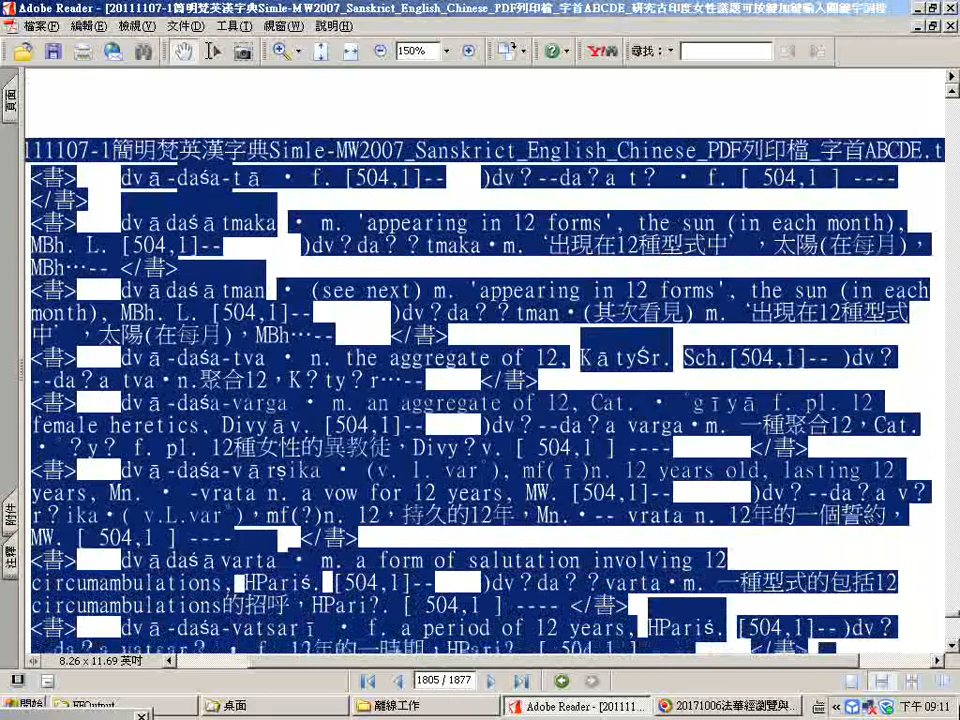 Adobe Reader - [20111107-1簡明梵英漢字典Simle-MW2007_Sanskrict_English_Chinese_PDF列印檔_字首ABCDE_研究古印度女性議題可按鍵輸入關鍵字詞搜
檔案(F) 編輯(E) 檢視(V) 文件(D) 工具(T) 視窗(W) 說明(H)
150% Y! 尋找：
頁面
111107-1簡明梵英漢字典Simle-MW2007_Sanskrict_English_Chinese_PDF列印檔_字首ABCDE.t
<書> dvā-daśa-tā · f. [504,1]-- )dv?--da?a t? · f. [ 504,1 ] ----
</書>
<書> dvādaśātmaka · m. 'appearing in 12 forms', the sun (in each month),
MBh. L. [504,1]-- )dv?da??tmaka·m.‘出現在12種型式中’，太陽(在每月)，
MBh…-- </書>
<書> dvādaśātman · (see next) m. 'appearing in 12 forms', the sun (in each
month), MBh. L. [504,1]-- )dv?da??tman·(其次看見) m.‘出現在12種型式
中’，太陽(在每月)，MBh…-- </書>
<書> dvā-daśa-tva · n. the aggregate of 12, KātyŚr. Sch.[504,1]-- )dv?
--da?a tva·n.聚合12，K?ty?r…-- </書>
<書> dvā-daśa-varga · m. an aggregate of 12, Cat. · °gīyā f. pl. 12
female heretics, Divyāv. [504,1]-- )dv?--da?a varga·m. 一種聚合12，Cat.
· °?y? f. pl. 12種女性的異教徒，Divy?v. [ 504,1 ] ---- </書>
<書> dvā-daśa-vārṣika · (v. l. var°), mf(ī)n. 12 years old, lasting 12
years, Mn. · -vrata n. a vow for 12 years, MW. [504,1]-- )dv?--da?a v?
r?ika·( v.L.var°)，mf(?)n. 12，持久的12年，Mn.·-- vrata n. 12年的一個誓約，
MW. [ 504,1 ] ---- </書>
<書> dvādaśāvarta · m. a form of salutation involving 12
circumambulations, HPariś. [504,1]-- )dv?da??varta·m. 一種型式的包括12
circumambulations的招呼，HPari?. [ 504,1 ] ---- </書>
<書> dvā-daśa-vatsarī · f. a period of 12 years, HPariś. [504,1]--)dv?
--da?a vatsar? · f. 12年的一時期，HPari?. [ 504,1 ] ---- </書>
附件
注釋
8.26 x 11.69 英吋
1805 / 1877
開始 桌面 離線工作 Adobe Reader - [201111... 20171006法華經瀏覽與... 下午 09:11